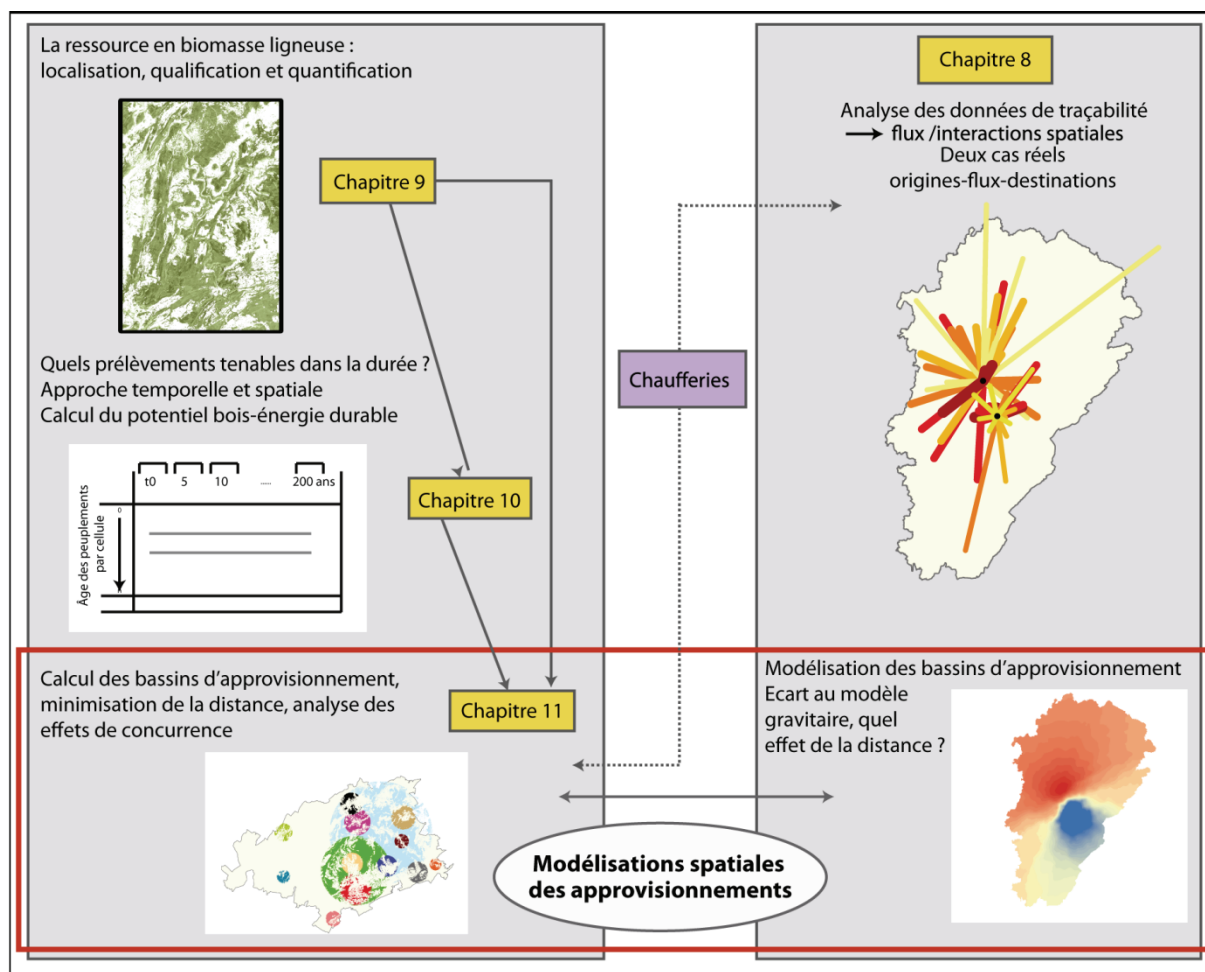 La ressource en biomasse ligneuse :
localisation, qualification et quantification
Chapitre 9
Quels prélèvements tenables dans la durée ?
Approche temporelle et spatiale
Calcul du potentiel bois-énergie durable
t0 5 10 ..... 200 ans
Âge des peuplements
par cellule
0
Chapitre 10
Calcul des bassins d'approvisionnement,
minimisation de la distance, analyse des
effets de concurrence
Chapitre 11
Chaufferies
Chapitre 8
Analyse des données de traçabilité
flux /interactions spatiales
Deux cas réels
origines-flux-destinations
Modélisation des bassins d'approvisionnement
Ecart au modèle
gravitaire, quel
effet de la distance ?
Modélisations spatiales
des approvisionnements